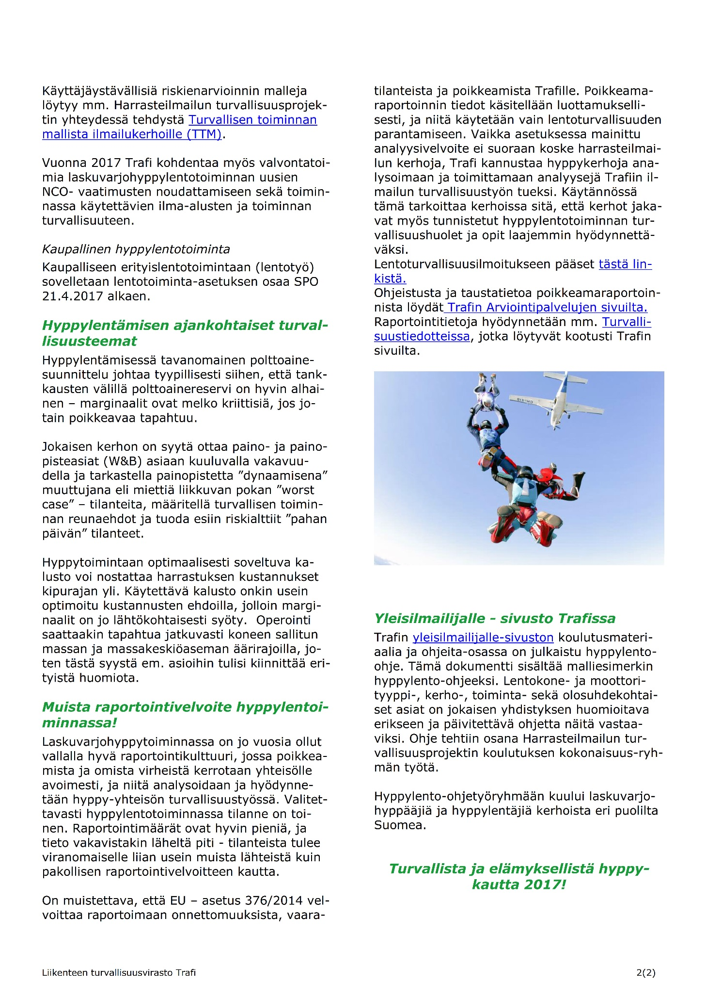 Käyttäjäystävällisiä riskienarvioinnin malleja
löytyy mm. Harrasteilmailun turvallisuusprojek-
tin yhteydessä tehdystä Turvallisen toiminnan
mallista ilmailukerhoille (TTM).
Vuonna 2017 Trafi kohdentaa myös valvontatoi-
mia laskuvarjohyppylentotoiminnan uusien
NCO- vaatimusten noudattamiseen sekä toimin-
nassa käytettävien ilma-alusten ja toiminnan
turvallisuuteen.
Kaupallinen hyppylentotoiminta
Kaupalliseen erityislentotoimintaan (lentotyö)
sovelletaan lentotoiminta-asetuksen osaa SPO
21.4.2017 alkaen.
Hyppylentämisen ajankohtaiset turval-
lisuusteemat
Hyppylentämisessä tavanomainen polttoaine-
suunnittelu johtaa tyypillisesti siihen, että tank-
kausten välillä polttoainereservi on hyvin alhai-
nen – marginaalit ovat melko kriittisiä, jos jo-
tain poikkeavaa tapahtuu.
Jokaisen kerhon on syytä ottaa paino- ja paino-
pisteasiat (W&B) asiaan kuuluvalla vakavuu-
della ja tarkastella painopistetta ”dynaamisena”
muuttujana eli miettiä liikkuvan pokan ”worst
case” – tilanteita, määritellä turvallisen toimin-
nan reunaehdot ja tuoda esiin riskialttiit ”pahan
päivän” tilanteet.
Hyppytoimintaan optimaalisesti soveltuva ka-
lusto voi nostattaa harrastuksen kustannukset
kipurajan yli. Käytettävä kalusto onkin usein
optimoitu kustannusten ehdoilla, jolloin margi-
naalit on jo lähtökohtaisesti syöty.  Operointi
saattaakin tapahtua jatkuvasti koneen sallitun
massan ja massakeskiöaseman äärirajoilla, jo-
ten tästä syystä em. asioihin tulisi kiinnittää eri-
tyistä huomiota.
Muista raportointivelvoite hyppylentoi-
minnassa!
Laskuvarjohyppytoiminnassa on jo vuosia ollut
vallalla hyvä raportointikulttuuri, jossa poikkea-
mista ja omista virheistä kerrotaan yhteisölle
avoimesti, ja niitä analysoidaan ja hyödynne-
tään hyppy-yhteisön turvallisuustyössä. Valitet-
tavasti hyppylentotoiminnassa tilanne on toi-
nen. Raportointimäärät ovat hyvin pieniä, ja
tieto vakavistakin läheltä piti - tilanteista tulee
viranomaiselle liian usein muista lähteistä kuin
pakollisen raportointivelvoitteen kautta.
On muistettava, että EU – asetus 376/2014 vel-
voittaa raportoimaan onnettomuuksista, vaara-
tilanteista ja poikkeamista Trafille. Poikkeama-
raportoinnin tiedot käsitellään luottamukselli-
sesti, ja niitä käytetään vain lentoturvallisuuden
parantamiseen. Vaikka asetuksessa mainittu
analyysivelvoite ei suoraan koske harrasteilmai-
lun kerhoja, Trafi kannustaa hyppykerhoja ana-
lysoimaan ja toimittamaan analyysejä Trafiin il-
mailun turvallisuustyön tueksi. Käytännössä
tämä tarkoittaa kerhoissa sitä, että kerhot jaka-
vat myös tunnistetut hyppylentotoiminnan tur-
vallisuushuolet ja opit laajemmin hyödynnettä-
väksi.
Lentoturvallisuusilmoitukseen pääset tästä lin-
kistä.
Ohjeistusta ja taustatietoa poikkeamaraportoin-
nista löydät Trafin Arviointipalvelujen sivuilta.
Raportointitietoja hyödynnetään mm. Turvalli-
suustiedotteissa, jotka löytyvät kootusti Trafin
sivuilta.
OH-SIS
Yleisilmailijalle – sivusto Trafissa
Trafin yleisilmailijalle-sivuston koulutusmateri-
aalia ja ohjeita-osassa on julkaistu hyppylento-
ohje. Tämä dokumentti sisältää malliesimerkin
hyppylento-ohjeeksi. Lentokone- ja moottori-
tyyppi-, kerho-, toiminta- sekä olosuhdekohtai-
set asiat on jokaisen yhdistyksen huomioitava
erikseen ja päivitettävä ohjetta näitä vastaa-
viksi. Ohje tehtiin osana Harrasteilmailun tur-
vallisuusprojektin koulutuksen kokonaisuus-ryh-
män työtä.
Hyppylento-ohjetyöryhmään kuului laskuvarjo-
hyppääjiä ja hyppylentäjiä kerhoista eri puolilta
Suomea.
Turvallista ja elämyksellistä hyppy-
kautta 2017!
Liikenteen turvallisuusvirasto Trafi
2(2)